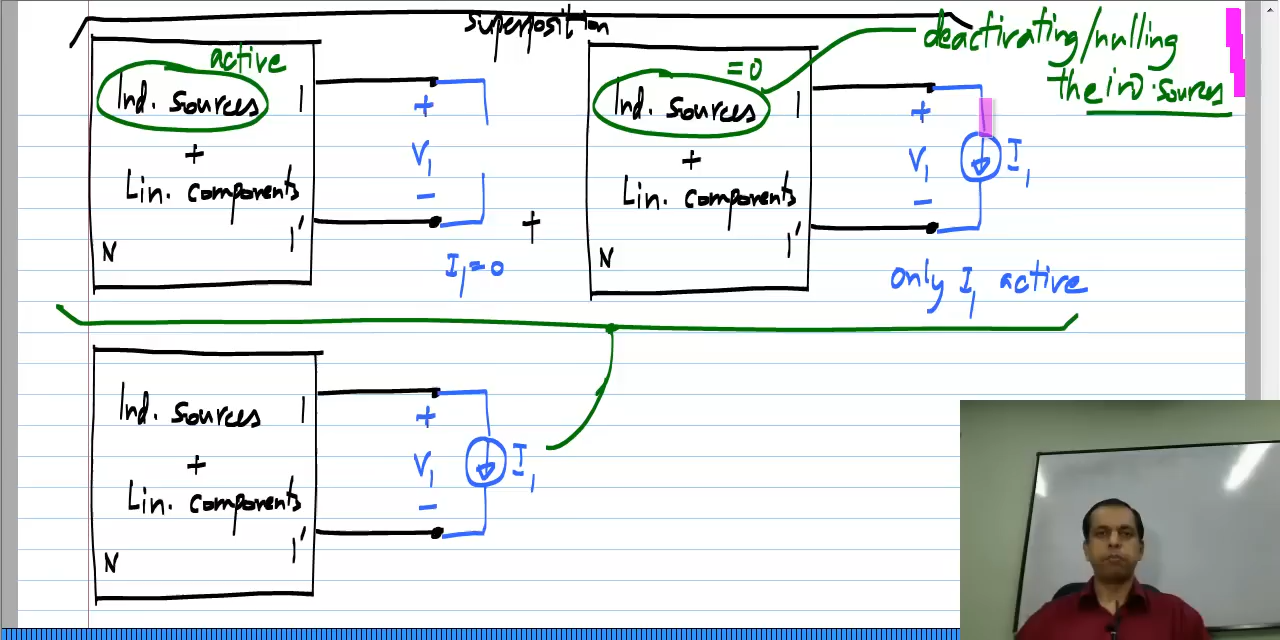 superposition
deactivating/nulling
the ind. sources
active
Ind. sources
+
Lin. components
N
1
1'
+
V1
-
I1=0
+
=0
Ind. sources
+
Lin. components
N
1
1'
+
V1
-
I1
only I1 active
Ind. sources
+
Lin. components
N
1
1'
+
V1
-
I1